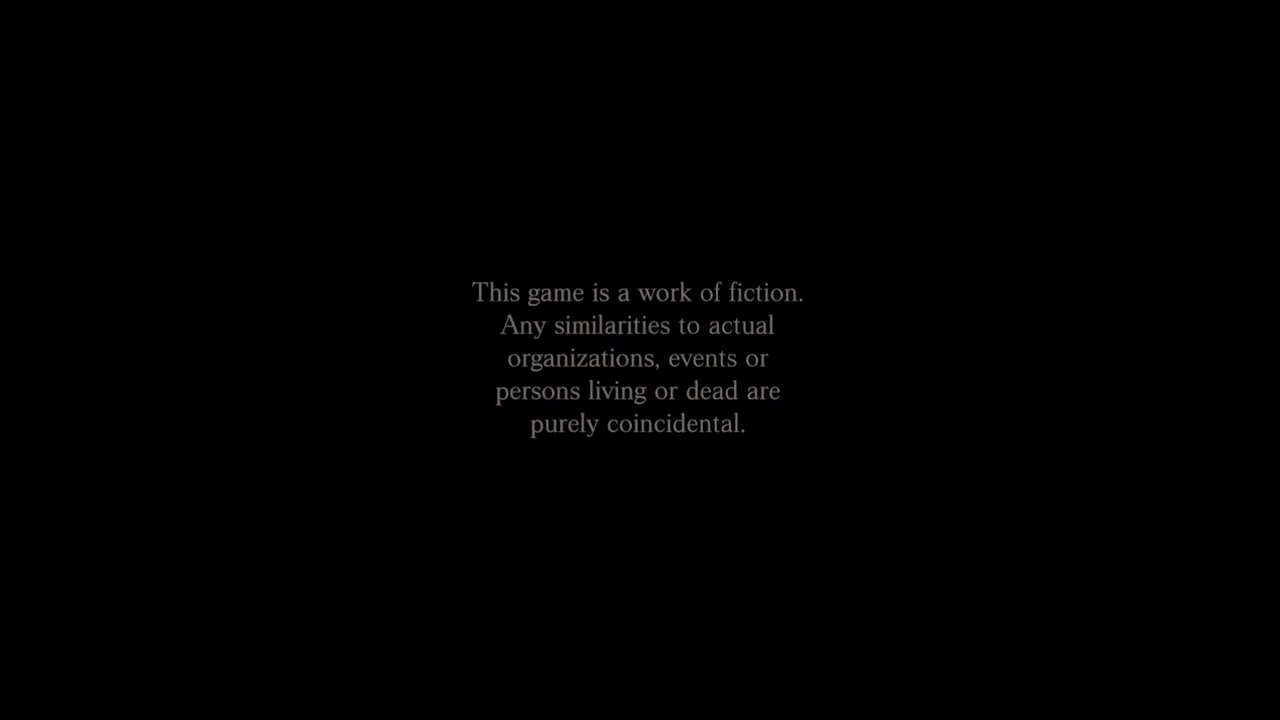 This game is a work of fiction.
Any similarities to actual
organizations, events or
persons living or dead are
purely coincidental.